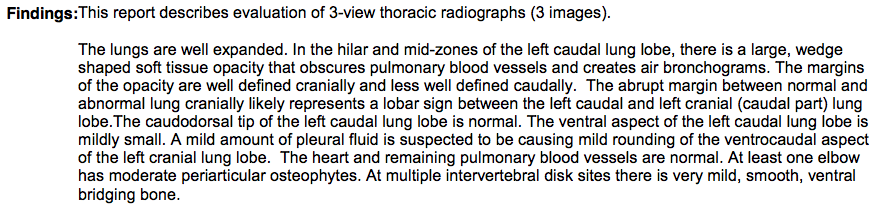 Findings:This report describes evaluation of 3-view thoracic radiographs (3 images).
The lungs are well expanded. In the hilar and mid-zones of the left caudal lung lobe, there is a large, wedge
shaped soft tissue opacity that obscures pulmonary blood vessels and creates air bronchograms. The margins
of the opacity are well defined cranially and less well defined caudally.  The abrupt margin between normal and
abnormal lung cranially likely represents a lobar sign between the left caudal and left cranial (caudal part) lung
lobe.The caudodorsal tip of the left caudal lung lobe is normal. The ventral aspect of the left caudal lung lobe is
mildly small. A mild amount of pleural fluid is suspected to be causing mild rounding of the ventrocaudal aspect
of the left cranial lung lobe.  The heart and remaining pulmonary blood vessels are normal. At least one elbow
has moderate periarticular osteophytes. At multiple intervertebral disk sites there is very mild, smooth, ventral
bridging bone.